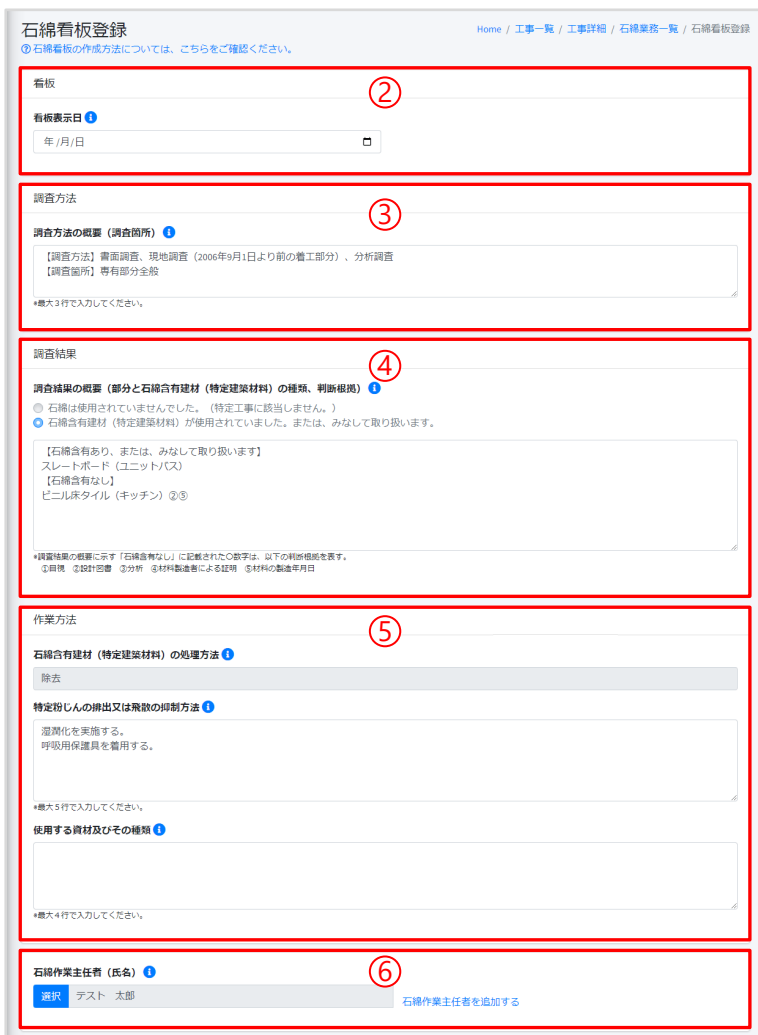 石綿看板登録
Home / 工事一覧 / 工事詳細 / 石綿業務一覧 / 石綿看板登録
?石綿看板の作成方法については、こちらをご確認ください。
看板
②
看板表示日 i
年/月/日
調査方法
③
調査方法の概要（調査箇所） i
【調査方法】書面調査、現地調査（2006年9月1日より前の着工部分）、分析調査
【調査箇所】専有部分全般
*最大3行で入力してください。
調査結果
④
調査結果の概要（部分と石綿含有建材（特定建築材料）の種類、判断根拠） i
石綿は使用されていませんでした。（特定工事に該当しません。）
石綿含有建材（特定建築材料）が使用されていました。または、みなして取り扱います。
【石綿含有あり、または、みなして取り扱います】
スレートボード（ユニットバス）
【石綿含有なし】
ビニル床タイル（キッチン）②⑤
*調査結果の概要に示す「石綿含有なし」に記載された〇数字は、以下の判断根拠を表す。
①目視　②設計図書　③分析　④材料製造者による証明　⑤材料の製造年月日
作業方法
⑤
石綿含有建材（特定建築材料）の処理方法 i
除去
特定粉じんの排出又は飛散の抑制方法 i
湿潤化を実施する。
呼吸用保護具を着用する。
*最大5行で入力してください。
使用する資材及びその種類 i
*最大4行で入力してください。
⑥
石綿作業主任者（氏名） i
選択 テスト　太郎 石綿作業主任者を追加する